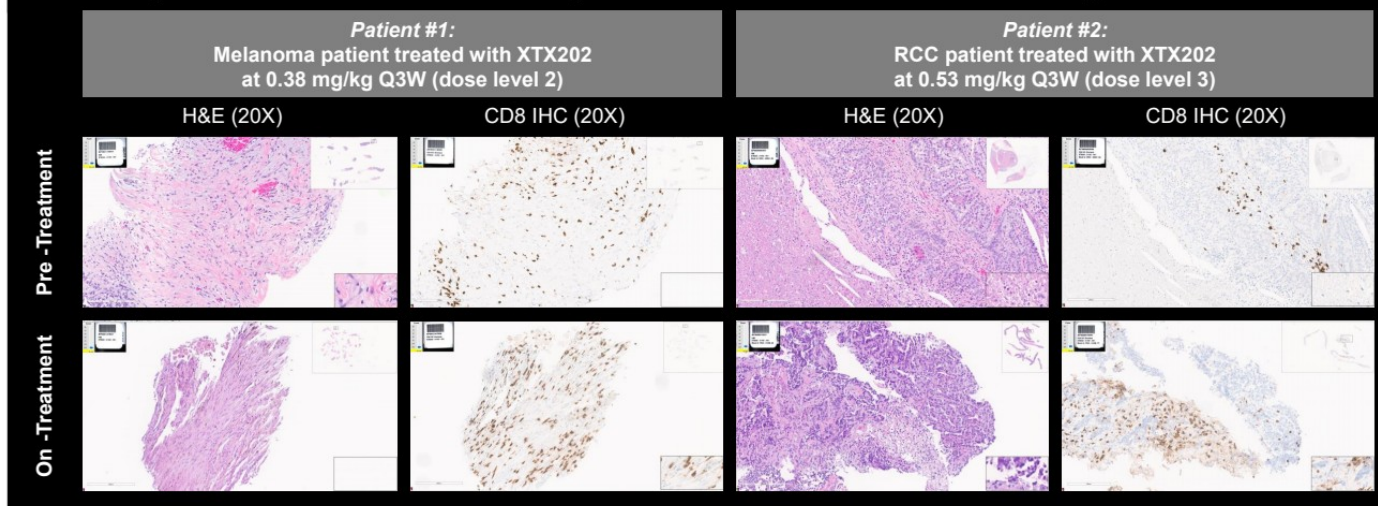 Patient #1:
Melanoma patient treated with XTX202
at 0.38 mg/kg Q3W (dose level 2)
Patient #2:
RCC patient treated with XTX202
at 0.53 mg/kg Q3W (dose level 3)
H&E (20X)
CD8 IHC (20X)
H&E (20X)
CD8 IHC (20X)
Pre -Treatment
On -Treatment